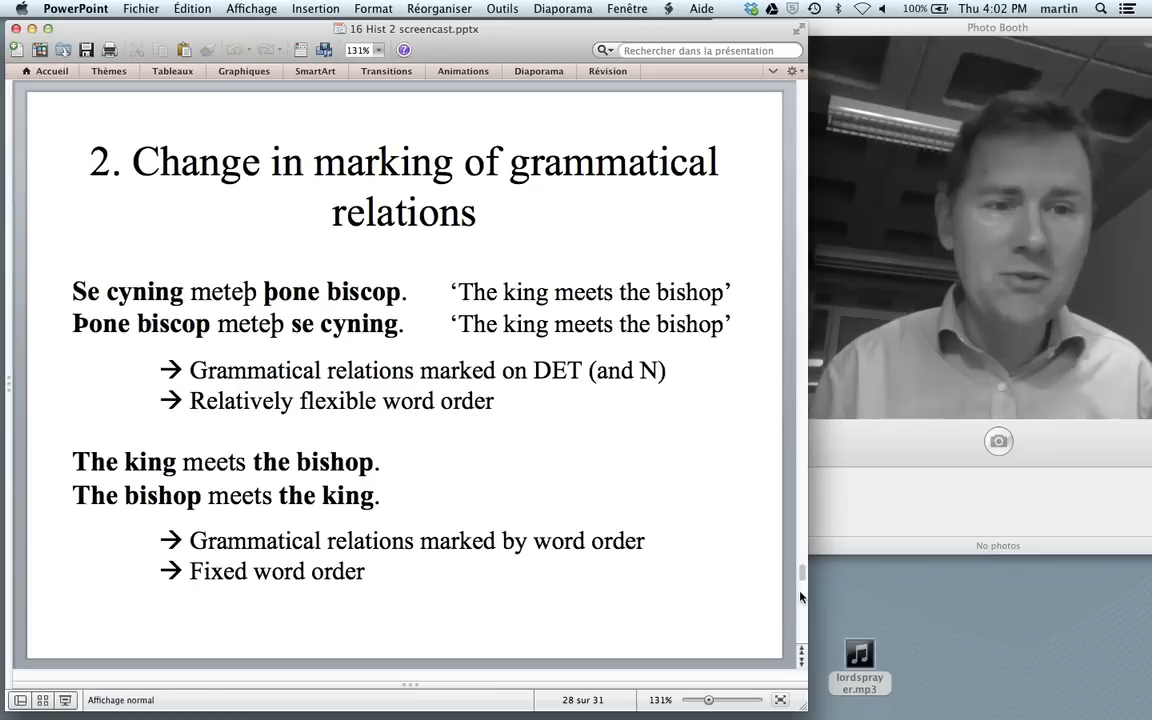 PowerPoint Fichier Édition Affichage Insertion Format Réorganiser Outils Diaporama Fenêtre Aide 100% Thu 4:02 PM martin
16 Hist 2 screencast.pptx
Photo Booth
131% Rechercher dans la présentation
Accueil Thèmes Tableaux Graphiques SmartArt Transitions Animations Diaporama Révision
2. Change in marking of grammatical
relations
Se cyning meteþ þone biscop. ‘The king meets the bishop’
Þone biscop meteþ se cyning. ‘The king meets the bishop’
→ Grammatical relations marked on DET (and N)
→ Relatively flexible word order
The king meets the bishop.
The bishop meets the king.
→ Grammatical relations marked by word order
→ Fixed word order
No photos
lordspray
er.mp3
Affichage normal 28 sur 31 131%